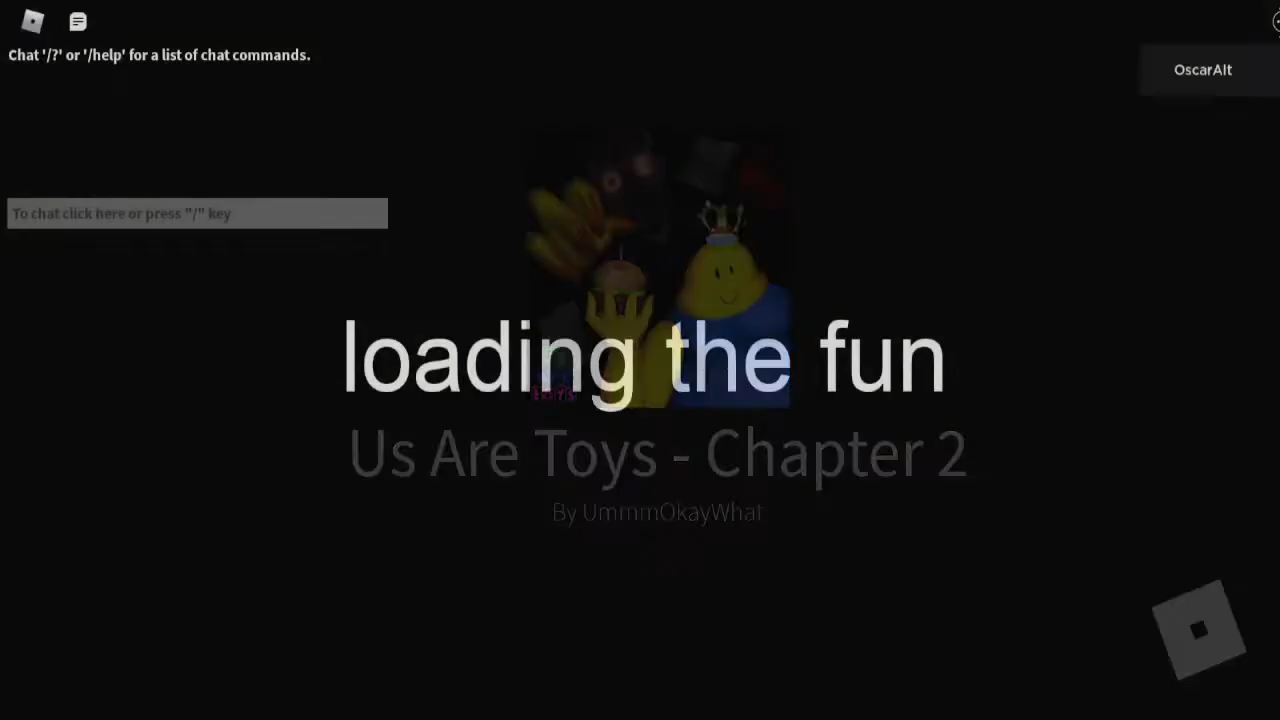 Chat '/?' or '/help' for a list of chat commands.
OscarAlt
To chat click here or press "/" key
loading the fun
Us Are Toys - Chapter 2
By UmmmOkayWhat